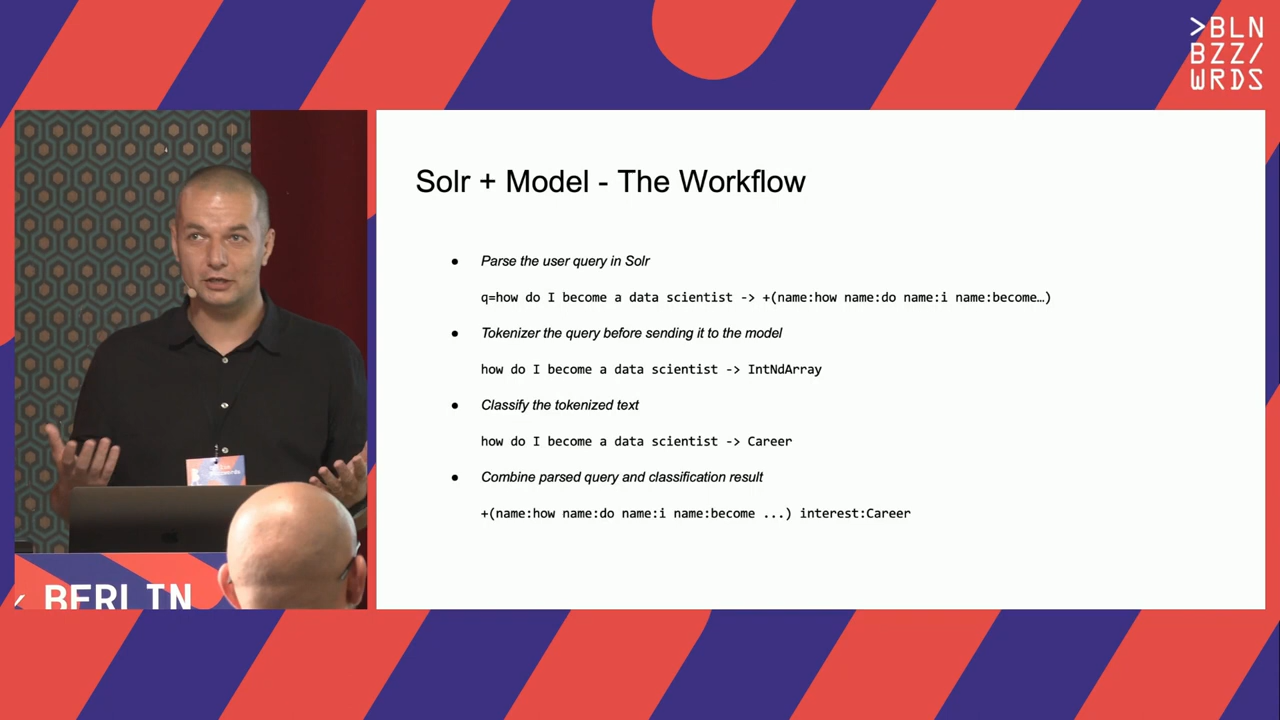 >BLN
BZZ/
WRDS
Solr + Model - The Workflow
● Parse the user query in Solr
q=how do I become a data scientist -> +(name:how name:do name:i name:become…)
● Tokenizer the query before sending it to the model
how do I become a data scientist -> IntNdArray
● Classify the tokenized text
how do I become a data scientist -> Career
● Combine parsed query and classification result
+(name:how name:do name:i name:become ...) interest:Career
BERLIN